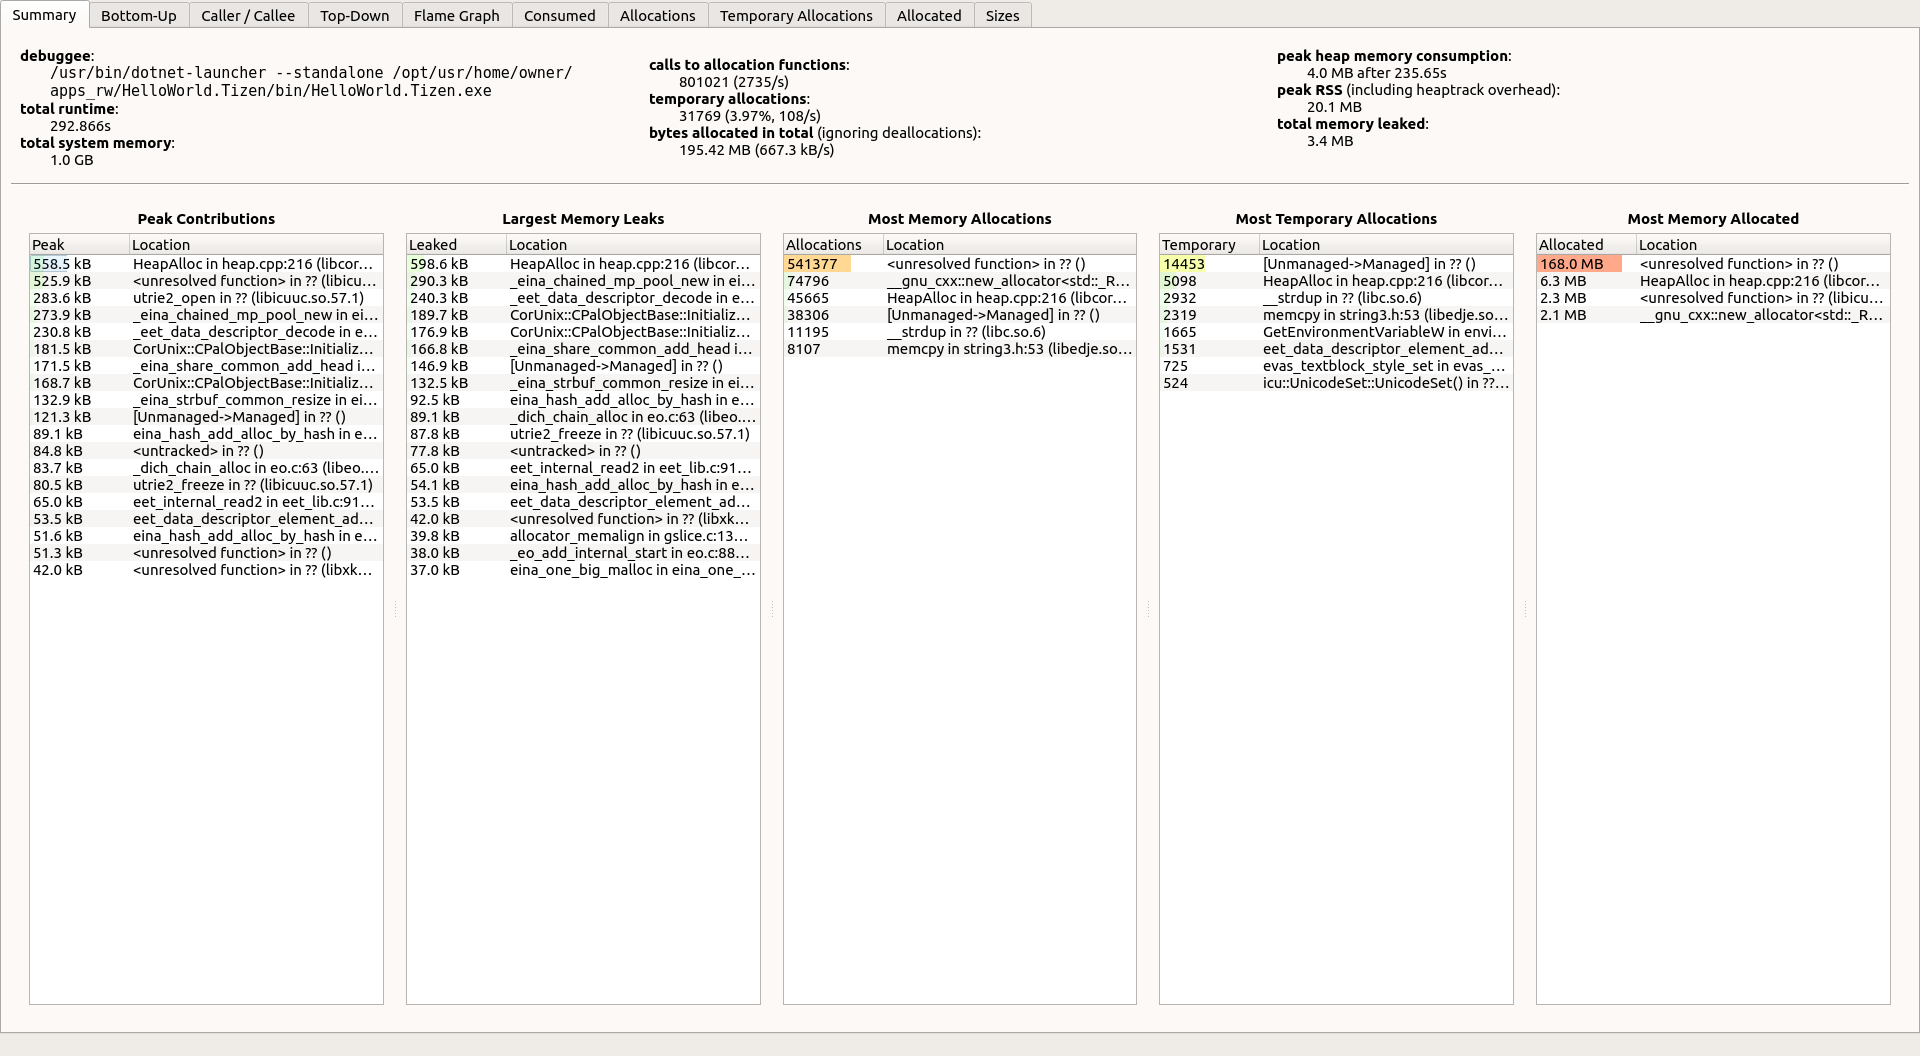 Summary Bottom-Up Caller / Callee Top-Down Flame Graph Consumed Allocations Temporary Allocations Allocated Sizes
debuggee:
/usr/bin/dotnet-launcher --standalone /opt/usr/home/owner/
apps_rw/HelloWorld.Tizen/bin/HelloWorld.Tizen.exe
total runtime:
292.866s
total system memory:
1.0 GB
calls to allocation functions:
801021 (2735/s)
temporary allocations:
31769 (3.97%, 108/s)
bytes allocated in total (ignoring deallocations):
195.42 MB (667.3 kB/s)
peak heap memory consumption:
4.0 MB after 235.65s
peak RSS (including heaptrack overhead):
20.1 MB
total memory leaked:
3.4 MB
Peak Contributions
Peak Location
558.5 kB HeapAlloc in heap.cpp:216 (libcor...
525.9 kB <unresolved function> in ?? (libicu...
283.6 kB utrie2_open in ?? (libicuuc.so.57.1)
273.9 kB _eina_chained_mp_pool_new in ei...
230.8 kB _eet_data_descriptor_decode in e...
181.5 kB CorUnix::CPalObjectBase::Initializ...
171.5 kB _eina_share_common_add_head i...
168.7 kB CorUnix::CPalObjectBase::Initializ...
132.9 kB _eina_strbuf_common_resize in ei...
121.3 kB [Unmanaged->Managed] in ?? ()
89.1 kB eina_hash_add_alloc_by_hash in e...
84.8 kB <untracked> in ?? ()
83.7 kB _dich_chain_alloc in eo.c:63 (libeo....
80.5 kB utrie2_freeze in ?? (libicuuc.so.57.1)
65.0 kB eet_internal_read2 in eet_lib.c:91...
53.5 kB eet_data_descriptor_element_ad...
51.6 kB eina_hash_add_alloc_by_hash in e...
51.3 kB <unresolved function> in ?? ()
42.0 kB <unresolved function> in ?? (libxk...
Largest Memory Leaks
Leaked Location
598.6 kB HeapAlloc in heap.cpp:216 (libcor...
290.3 kB _eina_chained_mp_pool_new in ei...
240.3 kB _eet_data_descriptor_decode in e...
189.7 kB CorUnix::CPalObjectBase::Initializ...
176.9 kB CorUnix::CPalObjectBase::Initializ...
166.8 kB _eina_share_common_add_head i...
146.9 kB [Unmanaged->Managed] in ?? ()
132.5 kB _eina_strbuf_common_resize in ei...
92.5 kB eina_hash_add_alloc_by_hash in e...
89.1 kB _dich_chain_alloc in eo.c:63 (libeo....
87.8 kB utrie2_freeze in ?? (libicuuc.so.57.1)
77.8 kB <untracked> in ?? ()
65.0 kB eet_internal_read2 in eet_lib.c:91...
54.1 kB eina_hash_add_alloc_by_hash in e...
53.5 kB eet_data_descriptor_element_ad...
42.0 kB <unresolved function> in ?? (libxk...
39.8 kB allocator_memalign in gslice.c:13...
38.0 kB _eo_add_internal_start in eo.c:88...
37.0 kB eina_one_big_malloc in eina_one_...
Most Memory Allocations
Allocations Location
541377 <unresolved function> in ?? ()
74796 __gnu_cxx::new_allocator<std::_R...
45665 HeapAlloc in heap.cpp:216 (libcor...
38306 [Unmanaged->Managed] in ?? ()
11195 __strdup in ?? (libc.so.6)
8107 memcpy in string3.h:53 (libedje.so...
Most Temporary Allocations
Temporary Location
14453 [Unmanaged->Managed] in ?? ()
5098 HeapAlloc in heap.cpp:216 (libcor...
2932 __strdup in ?? (libc.so.6)
2319 memcpy in string3.h:53 (libedje.so...
1665 GetEnvironmentVariableW in envi...
1531 eet_data_descriptor_element_ad...
725 evas_textblock_style_set in evas_...
524 icu::UnicodeSet::UnicodeSet() in ??...
Most Memory Allocated
Allocated Location
168.0 MB <unresolved function> in ?? ()
6.3 MB HeapAlloc in heap.cpp:216 (libcor...
2.3 MB <unresolved function> in ?? (libicu...
2.1 MB __gnu_cxx::new_allocator<std::_R...